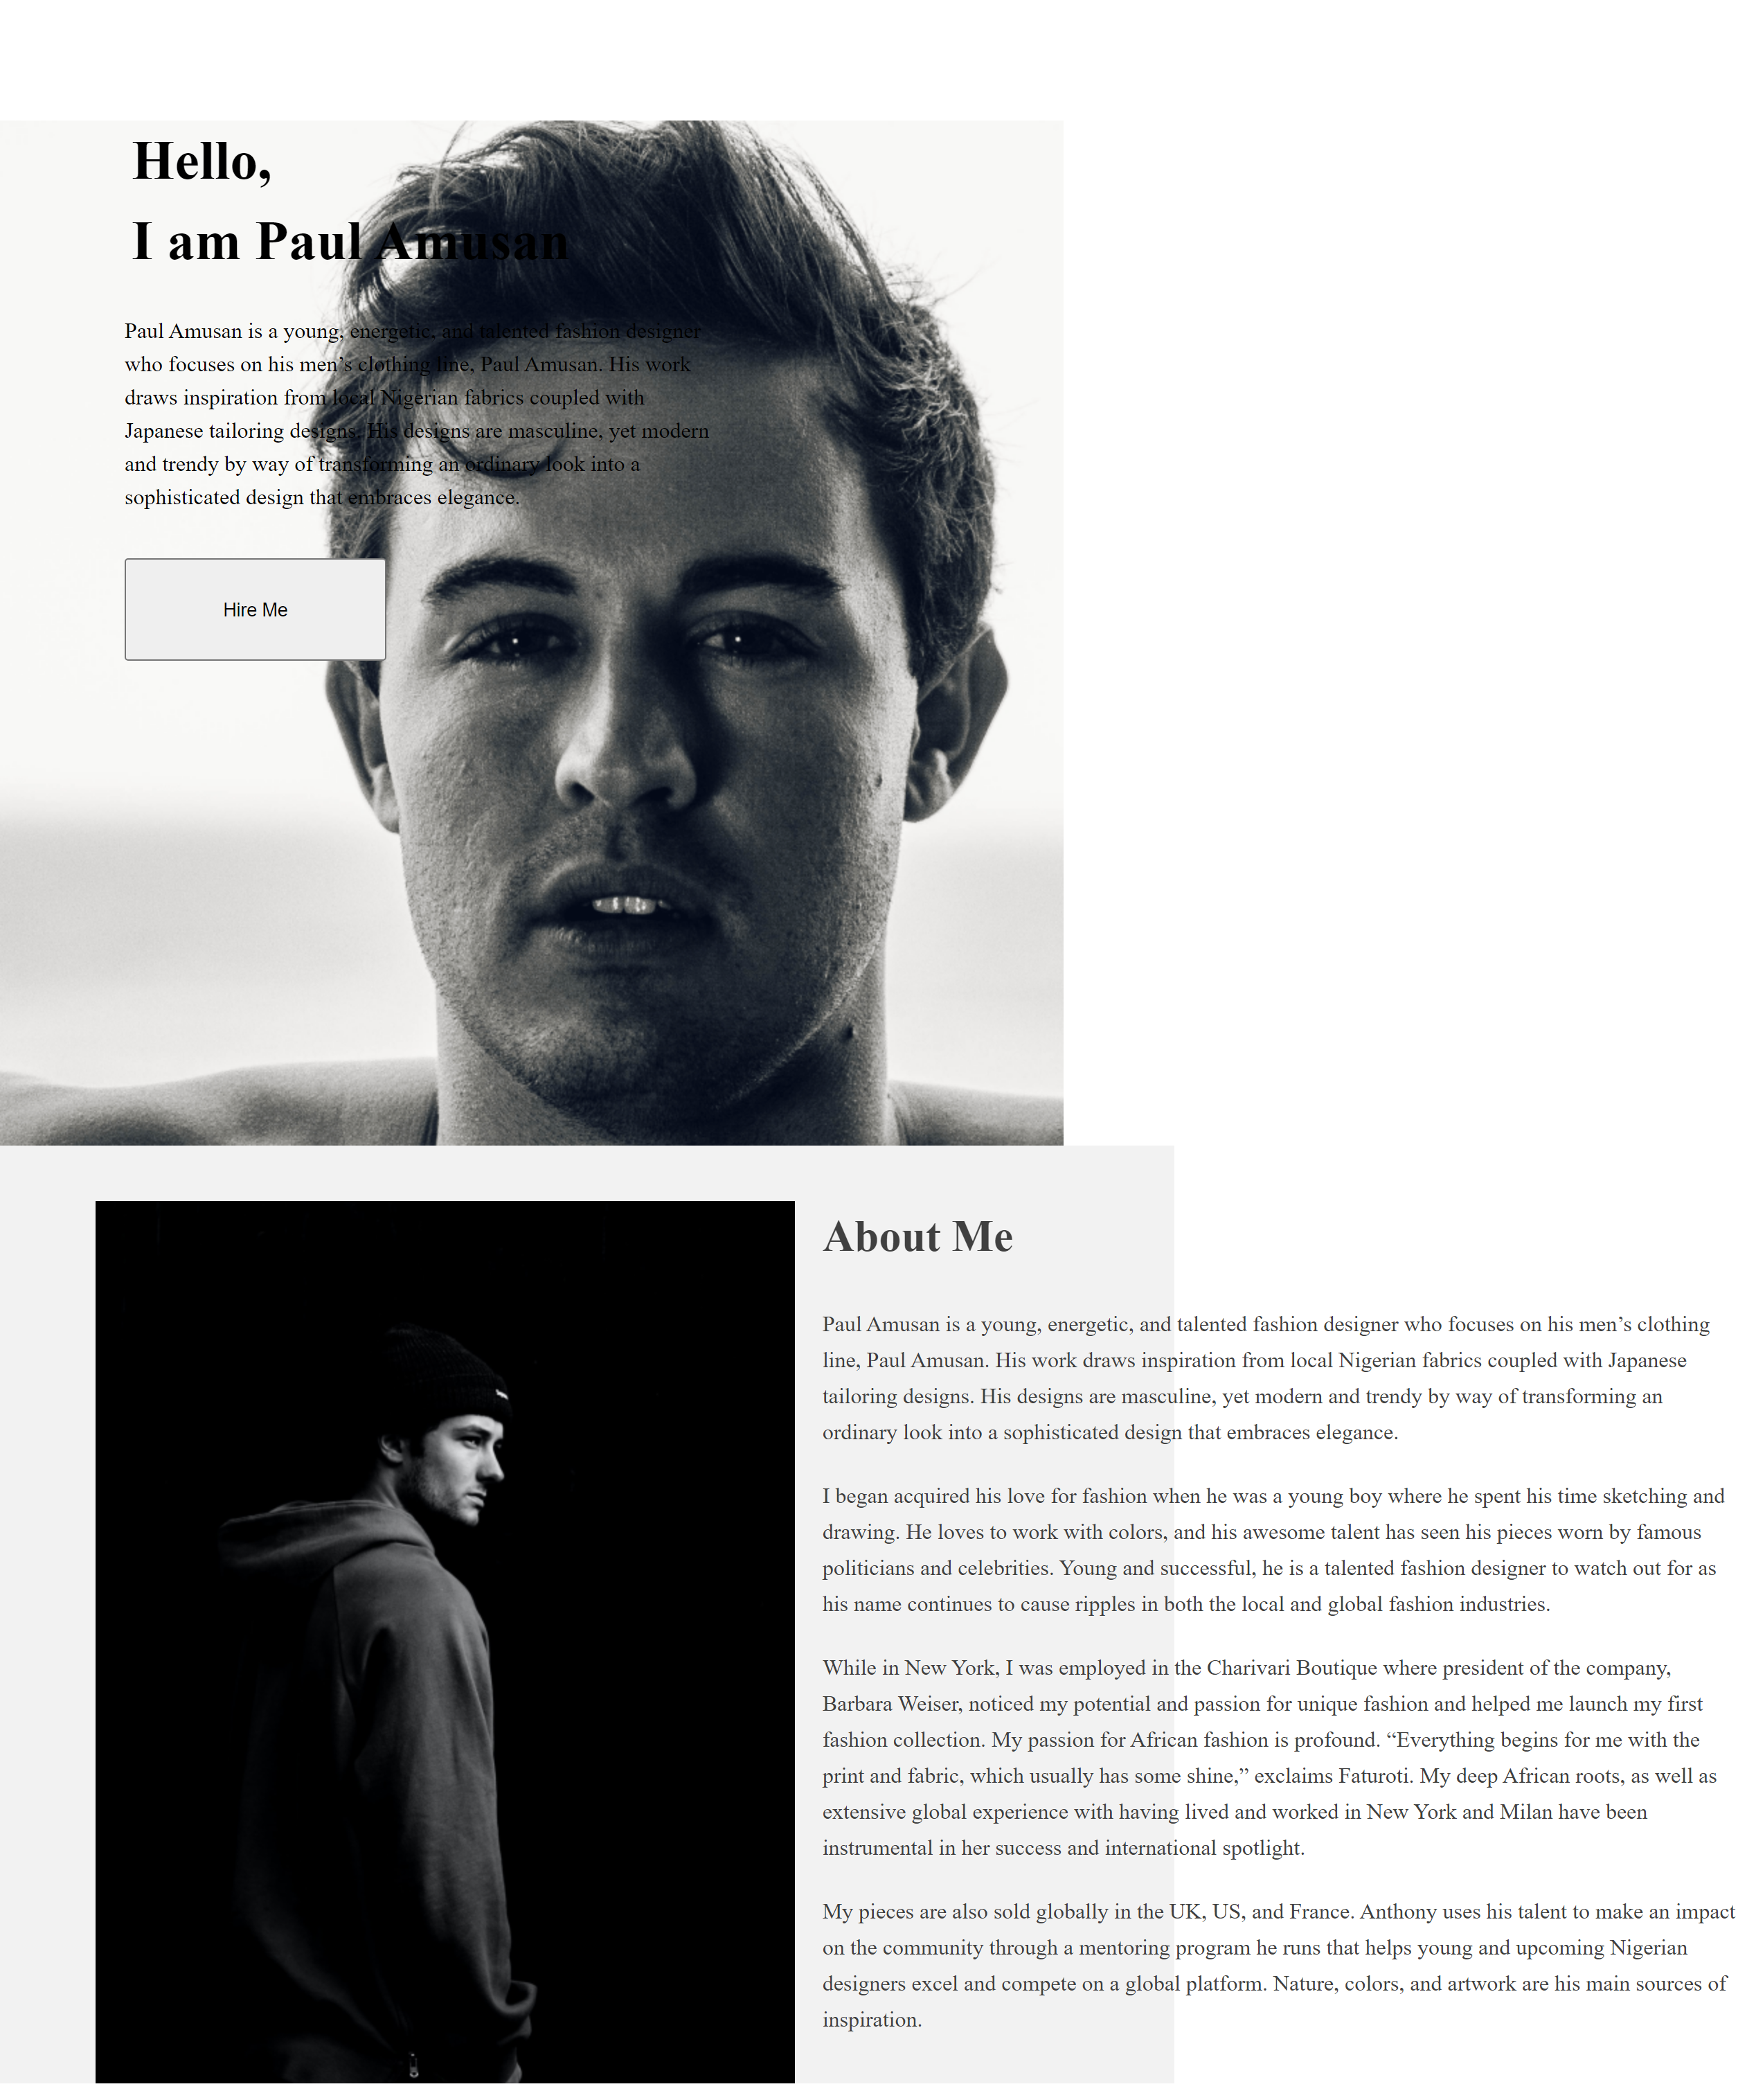 Hello,
I am Paul Amusan
Paul Amusan is a young, energetic, and talented fashion designer
who focuses on his men’s clothing line, Paul Amusan. His work
draws inspiration from local Nigerian fabrics coupled with
Japanese tailoring designs. His designs are masculine, yet modern
and trendy by way of transforming an ordinary look into a
sophisticated design that embraces elegance.
Hire Me
About Me
Paul Amusan is a young, energetic, and talented fashion designer who focuses on his men’s clothing
line, Paul Amusan. His work draws inspiration from local Nigerian fabrics coupled with Japanese
tailoring designs. His designs are masculine, yet modern and trendy by way of transforming an
ordinary look into a sophisticated design that embraces elegance.
I began acquired his love for fashion when he was a young boy where he spent his time sketching and
drawing. He loves to work with colors, and his awesome talent has seen his pieces worn by famous
politicians and celebrities. Young and successful, he is a talented fashion designer to watch out for as
his name continues to cause ripples in both the local and global fashion industries.
While in New York, I was employed in the Charivari Boutique where president of the company,
Barbara Weiser, noticed my potential and passion for unique fashion and helped me launch my first
fashion collection. My passion for African fashion is profound. “Everything begins for me with the
print and fabric, which usually has some shine,” exclaims Faturoti. My deep African roots, as well as
extensive global experience with having lived and worked in New York and Milan have been
instrumental in her success and international spotlight.
My pieces are also sold globally in the UK, US, and France. Anthony uses his talent to make an impact
on the community through a mentoring program he runs that helps young and upcoming Nigerian
designers excel and compete on a global platform. Nature, colors, and artwork are his main sources of
inspiration.